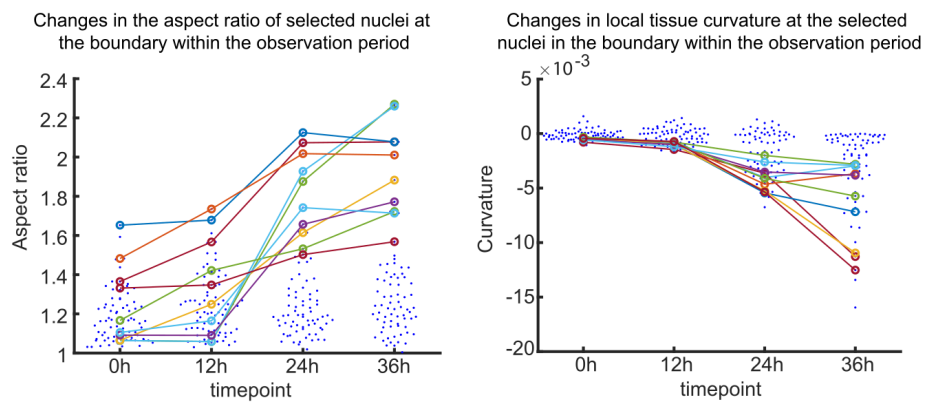 Changes in the aspect ratio of selected nuclei at
the boundary within the observation period
2.4
2.2
2
1.8
1.6
1.4
1.2
1
Aspect ratio
0h 12h 24h 36h
timepoint
Changes in local tissue curvature at the selected
nuclei in the boundary within the observation period
×10-3
5
0
-5
-10
-15
-20
Curvature
0h 12h 24h 36h
timepoint